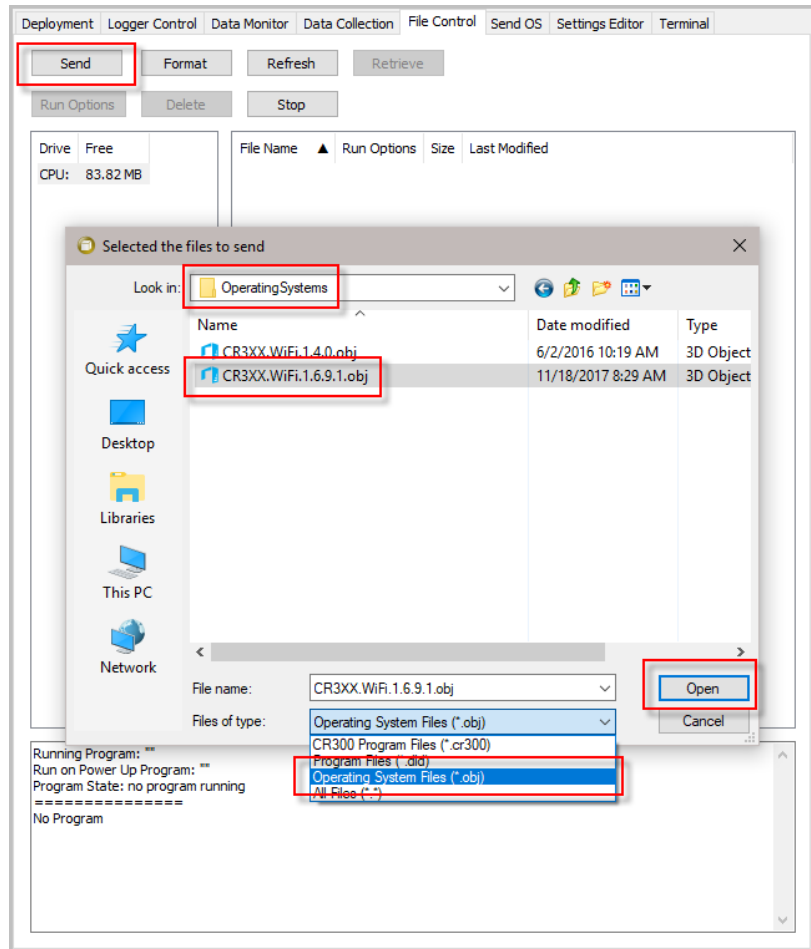 Deployment Logger Control Data Monitor Data Collection File Control Send OS Settings Editor Terminal
Send Format Refresh Retrieve
Run Options Delete Stop
Drive Free File Name Run Options Size Last Modified
CPU: 83.82 MB
Selected the files to send
Look in: OperatingSystems
Name Date modified Type
CR3XX.WiFi.1.4.0.obj 6/2/2016 10:19 AM 3D Object
CR3XX.WiFi.1.6.9.1.obj 11/18/2017 8:29 AM 3D Object
Quick access
Desktop
Libraries
This PC
Network
File name: CR3XX.WiFi.1.6.9.1.obj Open
Files of type: Operating System Files (*.obj) Cancel
CR300 Program Files (*.cr300)
Program Files (*.dld)
Operating System Files (*.obj)
All Files (*.*)
Running Program: ""
Run on Power Up Program: ""
Program State: no program running
===============
No Program